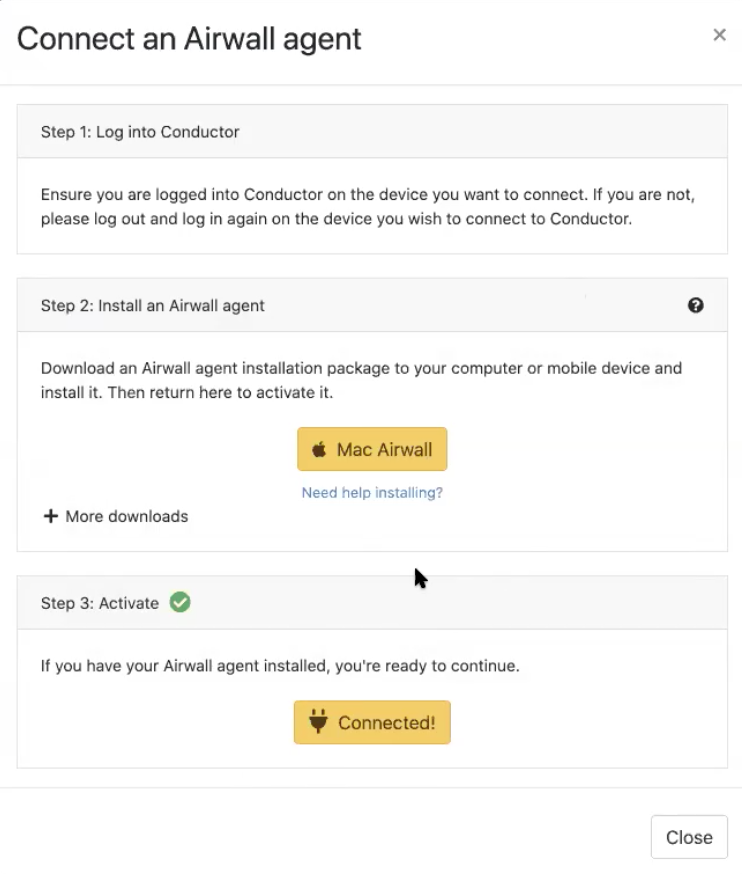 Connect an Airwall agent
×
Step 1: Log into Conductor
Ensure you are logged into Conductor on the device you want to connect. If you are not,
please log out and log in again on the device you wish to connect to Conductor.
Step 2: Install an Airwall agent
?
Download an Airwall agent installation package to your computer or mobile device and
install it. Then return here to activate it.
Mac Airwall
Need help installing?
+ More downloads
Step 3: Activate
If you have your Airwall agent installed, you're ready to continue.
Connected!
Close